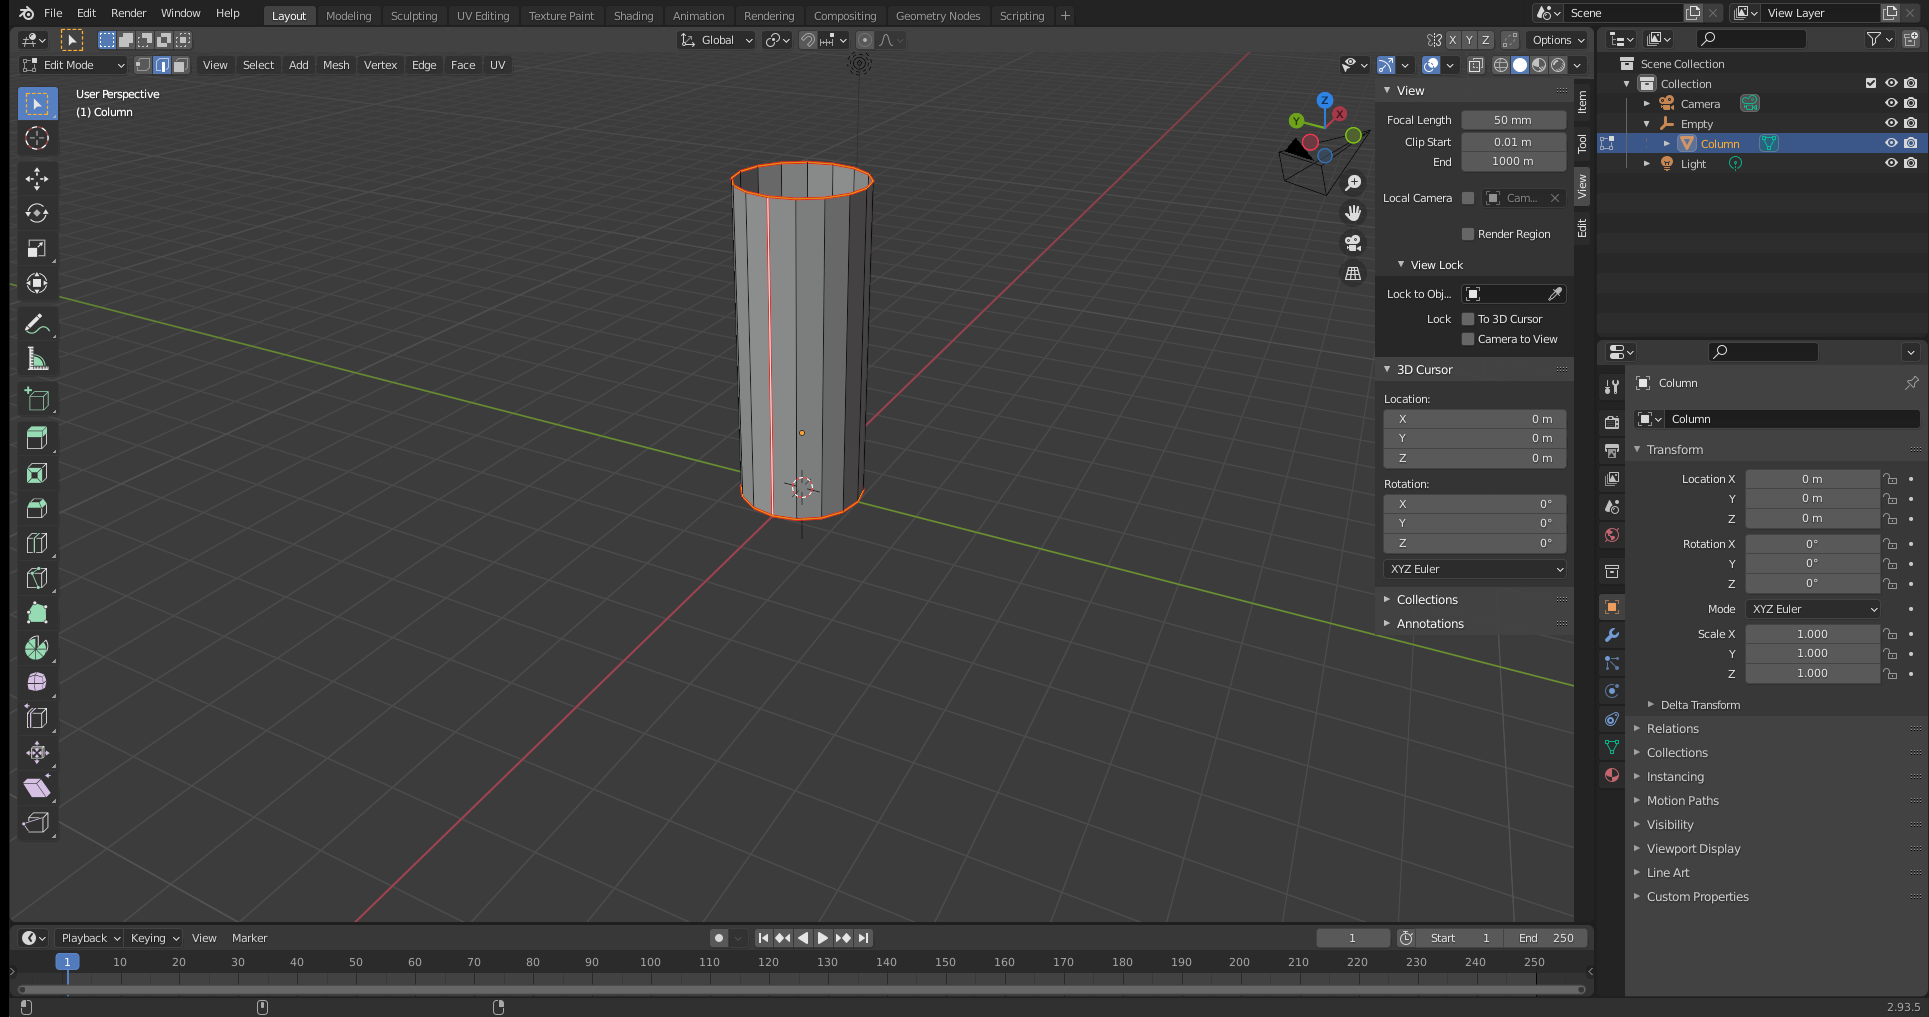 File Edit Render Window Help Layout Modeling Sculpting UV Editing Texture Paint Shading Animation Rendering Compositing Geometry Nodes Scripting + Scene View Layer
Global X Y Z Options
Edit Mode View Select Add Mesh Vertex Edge Face UV
User Perspective
(1) Column
Z
X
Y
View
Focal Length 50 mm
Clip Start 0.01 m
End 1000 m
Local Camera Cam...
Render Region
View Lock
Lock to Obj...
Lock To 3D Cursor
Camera to View
3D Cursor
Location:
X 0 m
Y 0 m
Z 0 m
Rotation:
X 0°
Y 0°
Z 0°
XYZ Euler
Collections
Annotations
Item
Tool
View
Edit
Scene Collection
Collection
Camera
Empty
Column
Light
Column
Column
Transform
Location X 0 m
Y 0 m
Z 0 m
Rotation X 0°
Y 0°
Z 0°
Mode XYZ Euler
Scale X 1.000
Y 1.000
Z 1.000
Delta Transform
Relations
Collections
Instancing
Motion Paths
Visibility
Viewport Display
Line Art
Custom Properties
Playback Keying View Marker 1 Start 1 End 250
1 10 20 30 40 50 60 70 80 90 100 110 120 130 140 150 160 170 180 190 200 210 220 230 240 250
2.93.5